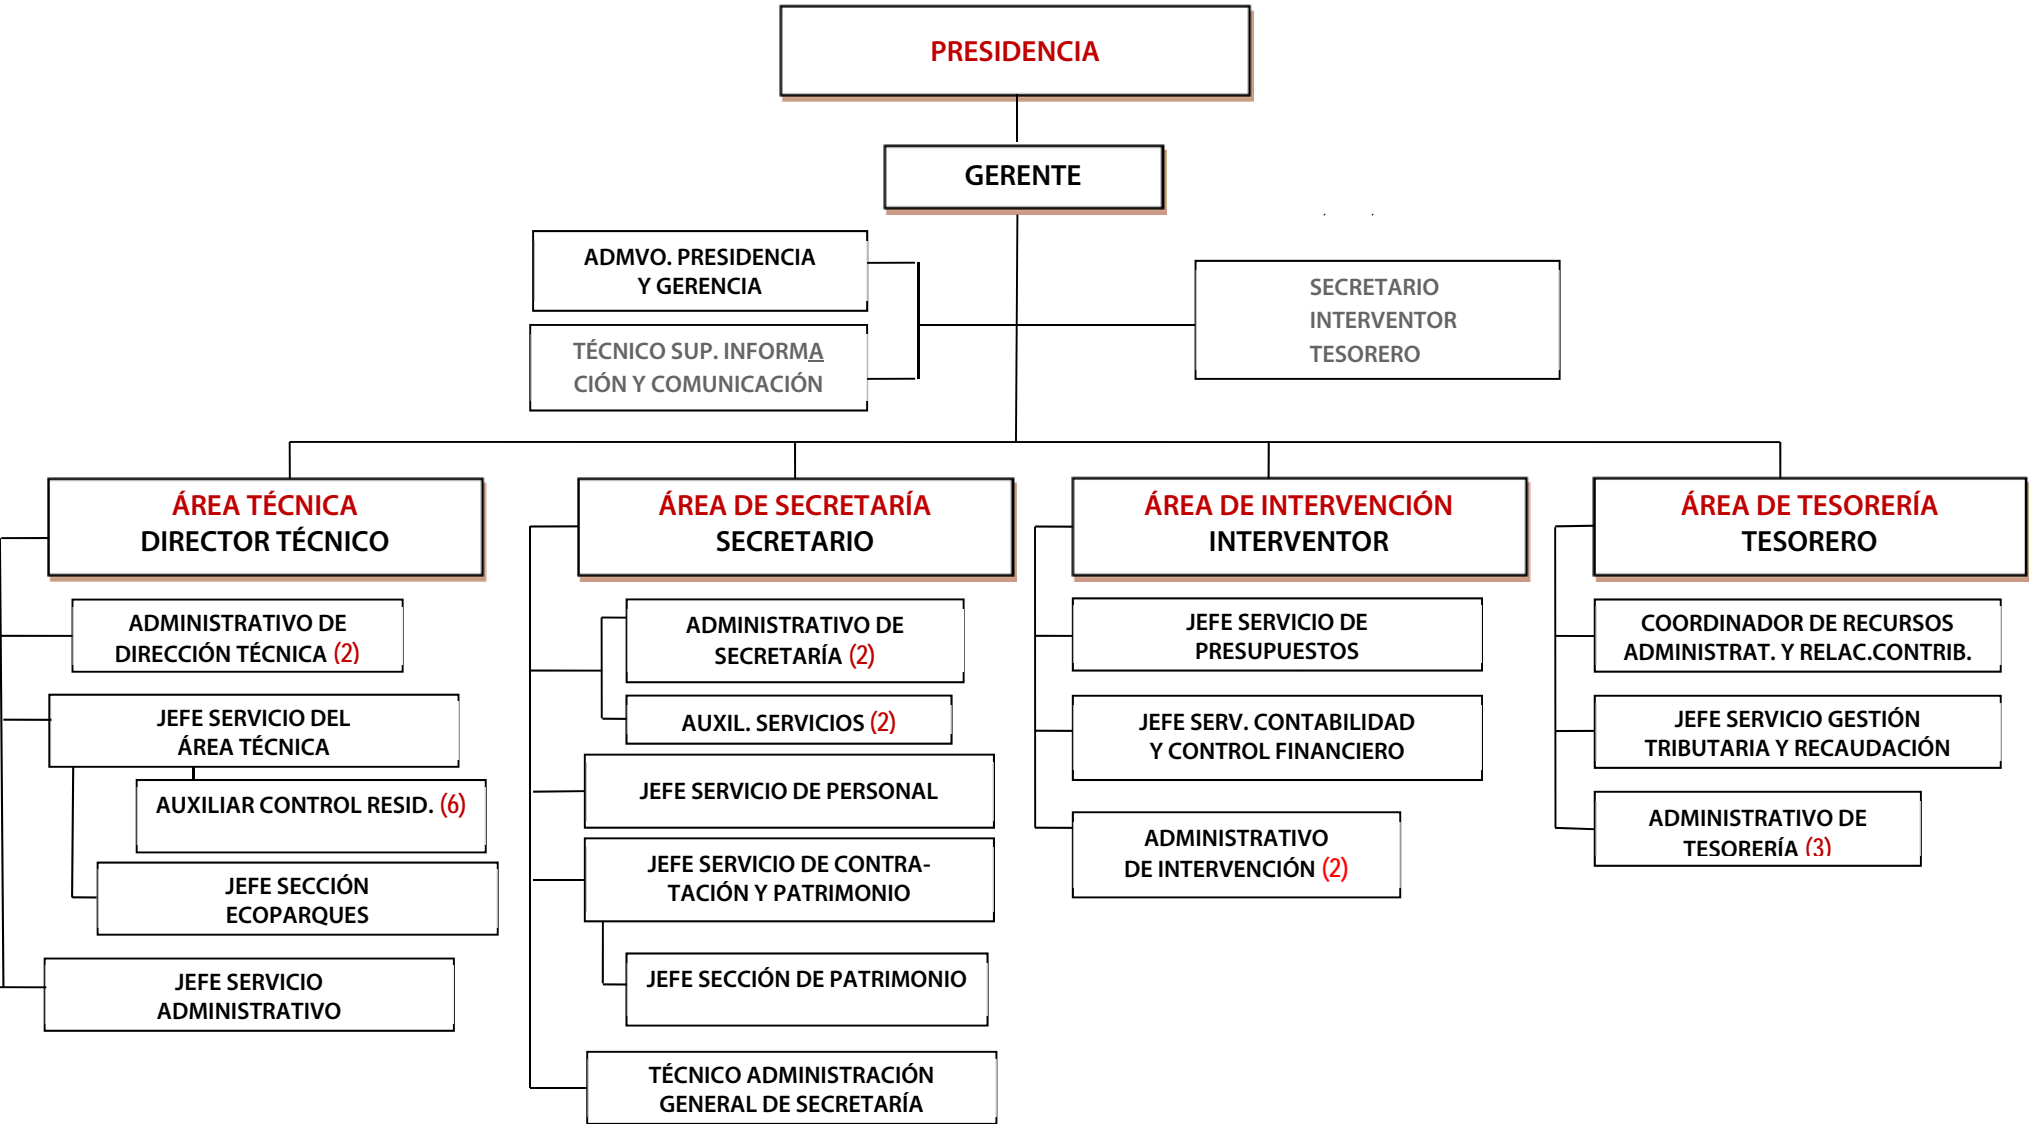 PRESIDENCIA
GERENTE
ADMVO. PRESIDENCIA
Y GERENCIA
TÉCNICO SUP. INFORMA
CIÓN Y COMUNICACIÓN
SECRETARIO
INTERVENTOR
TESORERO
ÁREA TÉCNICA
DIRECTOR TÉCNICO
ADMINISTRATIVO DE
DIRECCIÓN TÉCNICA (2)
JEFE SERVICIO DEL
ÁREA TÉCNICA
AUXILIAR CONTROL RESID. (6)
JEFE SECCIÓN
ECOPARQUES
JEFE SERVICIO
ADMINISTRATIVO
ÁREA DE SECRETARÍA
SECRETARIO
ADMINISTRATIVO DE
SECRETARÍA (2)
AUXIL. SERVICIOS (2)
JEFE SERVICIO DE PERSONAL
JEFE SERVICIO DE CONTRA-
TACIÓN Y PATRIMONIO
JEFE SECCIÓN DE PATRIMONIO
TÉCNICO ADMINISTRACIÓN
GENERAL DE SECRETARÍA
ÁREA DE INTERVENCIÓN
INTERVENTOR
JEFE SERVICIO DE
PRESUPUESTOS
JEFE SERV. CONTABILIDAD
Y CONTROL FINANCIERO
ADMINISTRATIVO
DE INTERVENCIÓN (2)
ÁREA DE TESORERÍA
TESORERO
COORDINADOR DE RECURSOS
ADMINISTRAT. Y RELAC.CONTRIB.
JEFE SERVICIO GESTIÓN
TRIBUTARIA Y RECAUDACIÓN
ADMINISTRATIVO DE
TESORERÍA (3)